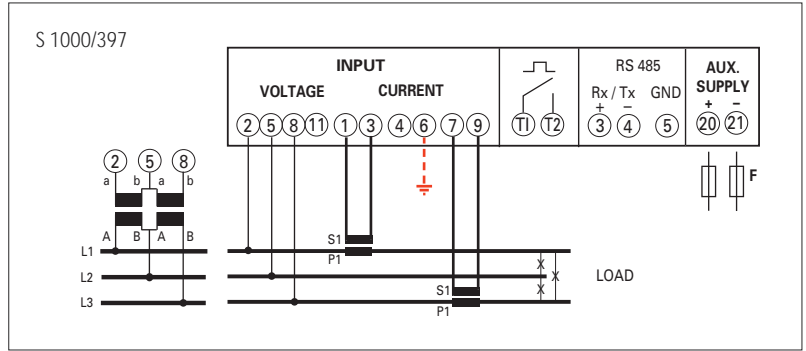 S 1000/397
INPUT
VOLTAGE CURRENT
RS 485
Rx / Tx GND
+ –
AUX.
SUPPLY
+ –
2 5 8 11 1 3 4 6 7 9
T1 T2
3 4 5
20 21
F
2 5 8
a b a b
A B A B
L1
L2
L3
S1
P1
S1
P1
X
X
X
LOAD